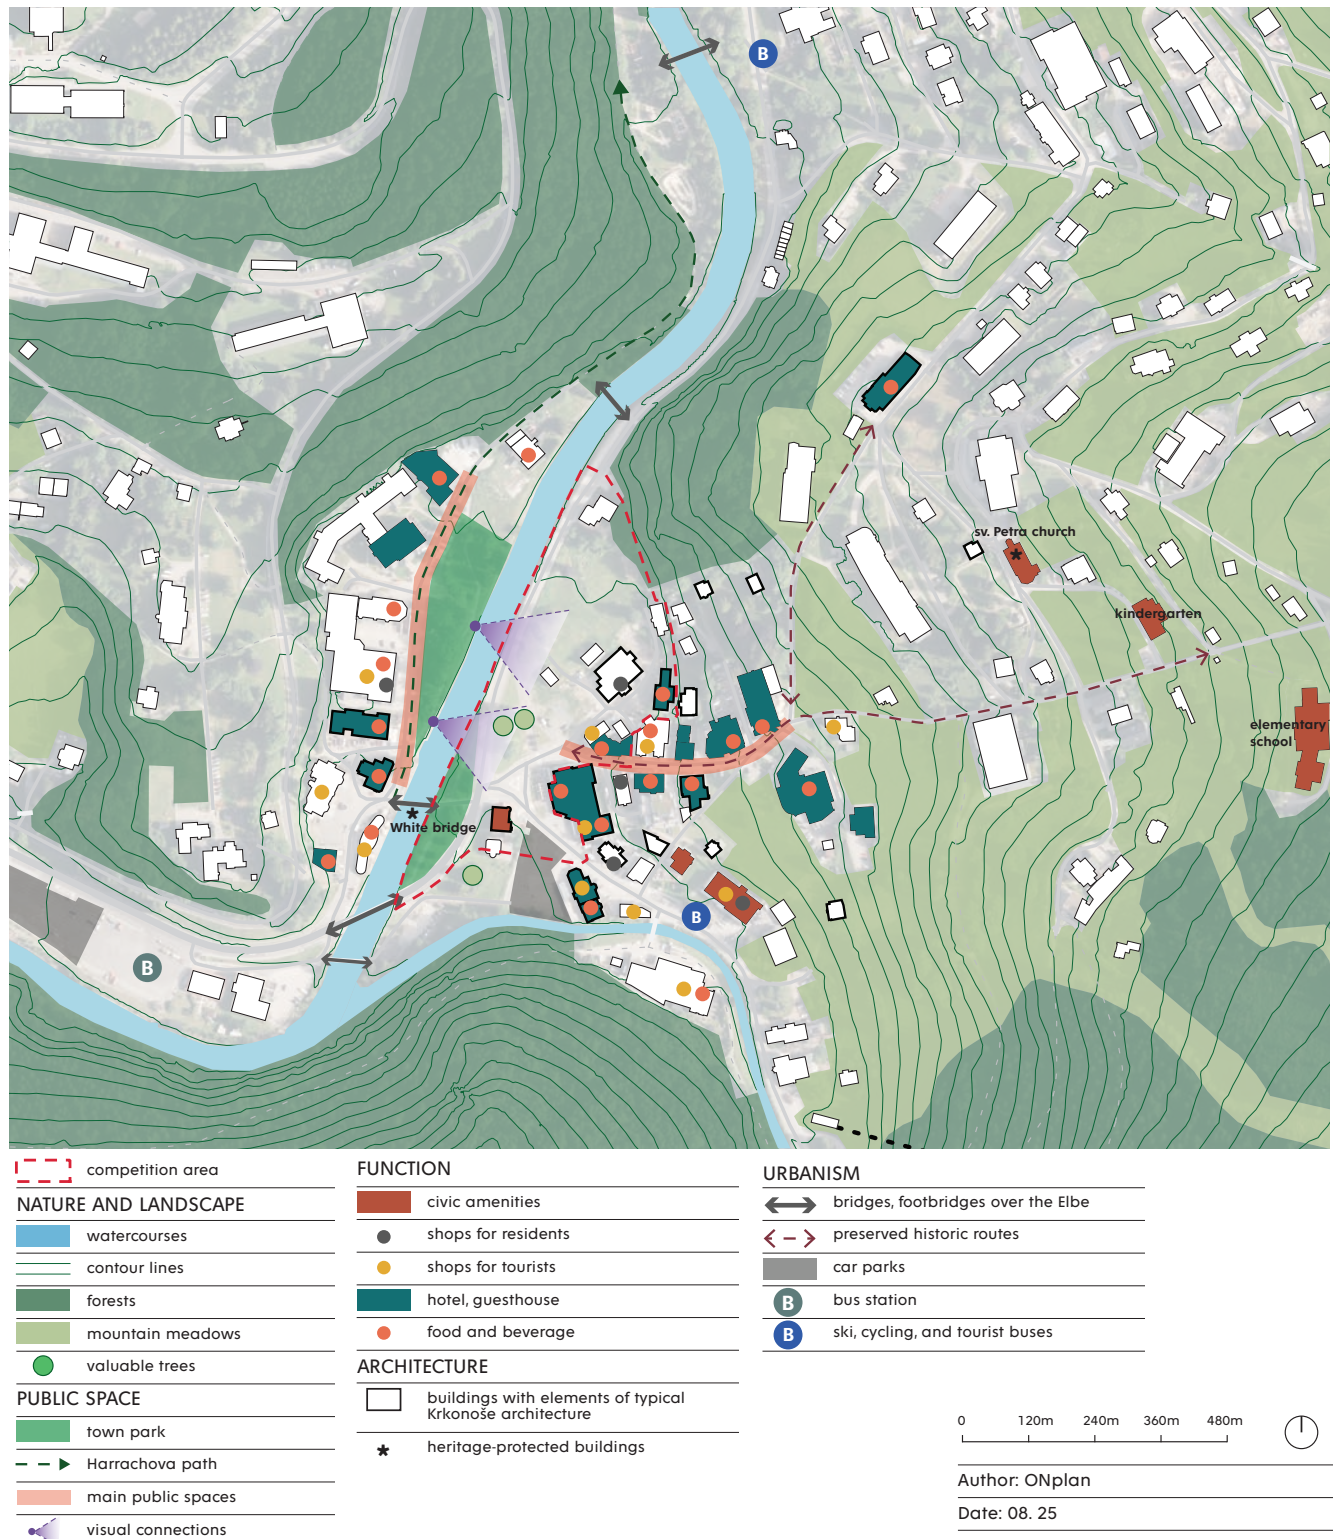 B
sv. Petra church
kindergarten
elementary
school
White bridge
B
B
competition area
NATURE AND LANDSCAPE
watercourses
contour lines
forests
mountain meadows
valuable trees
PUBLIC SPACE
town park
Harrachova path
main public spaces
visual connections
FUNCTION
civic amenities
shops for residents
shops for tourists
hotel, guesthouse
food and beverage
ARCHITECTURE
buildings with elements of typical
Krkonoše architecture
heritage-protected buildings
URBANISM
bridges, footbridges over the Elbe
preserved historic routes
car parks
B bus station
B ski, cycling, and tourist buses
0 120m 240m 360m 480m
Author: ONplan
Date: 08. 25